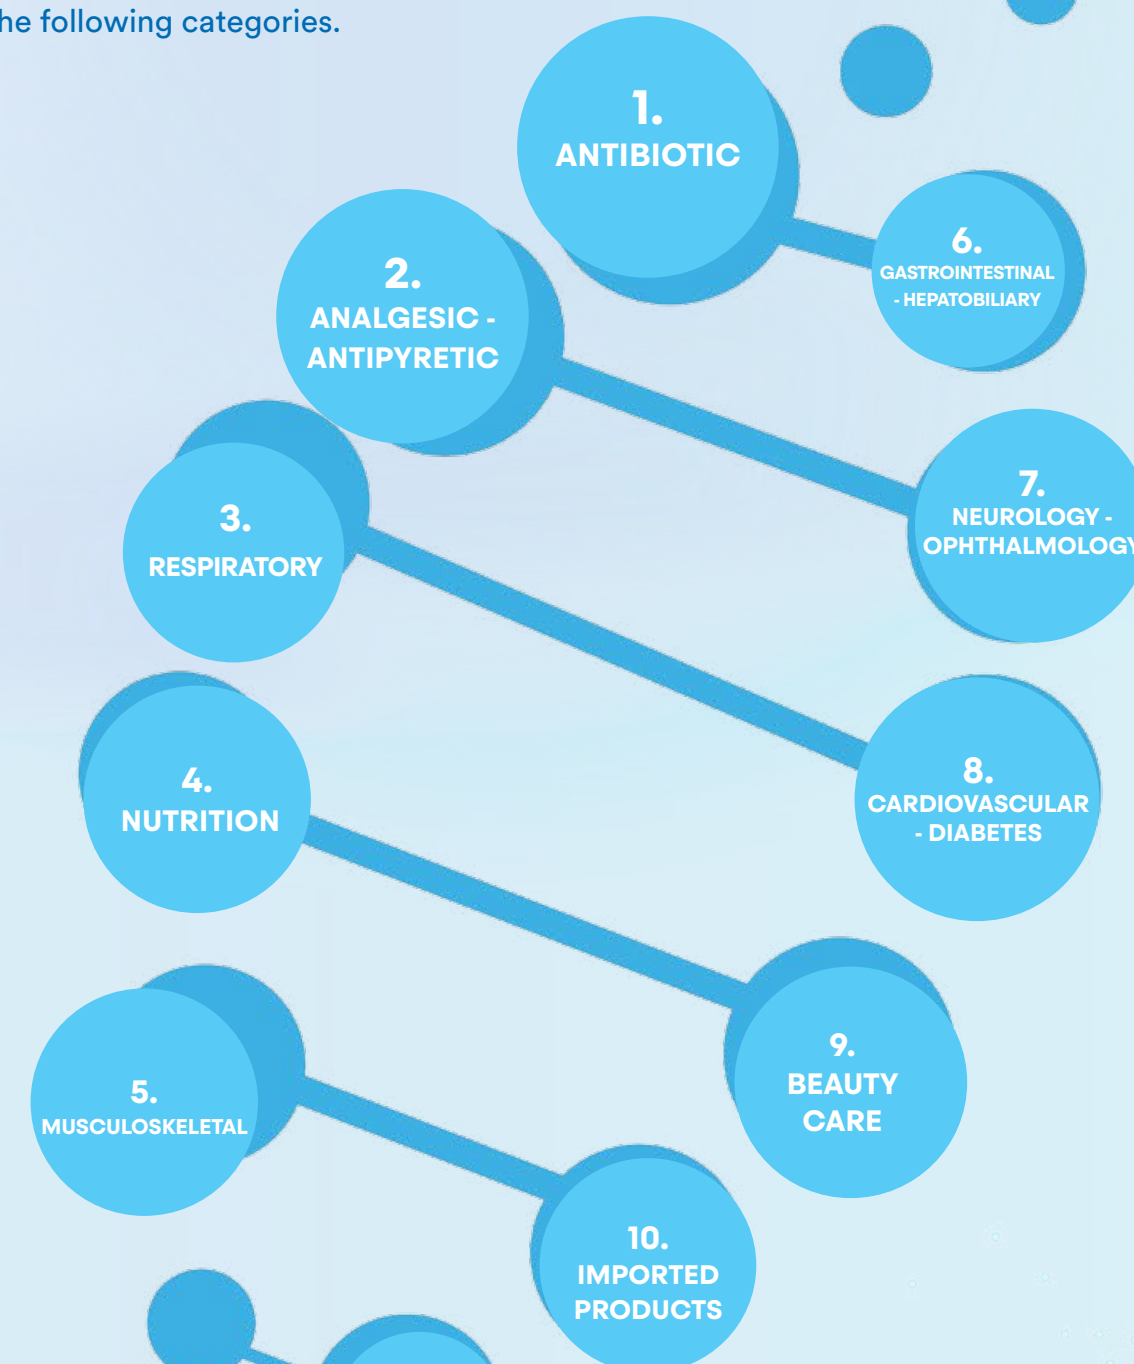 he following categories.
1.
ANTIBIOTIC
2.
ANALGESIC -
ANTIPYRETIC
3.
RESPIRATORY
4.
NUTRITION
5.
MUSCULOSKELETAL
6.
GASTROINTESTINAL
- HEPATOBILIARY
7.
NEUROLOGY -
OPHTHALMOLOGY
8.
CARDIOVASCULAR
- DIABETES
9.
BEAUTY
CARE
10.
IMPORTED
PRODUCTS